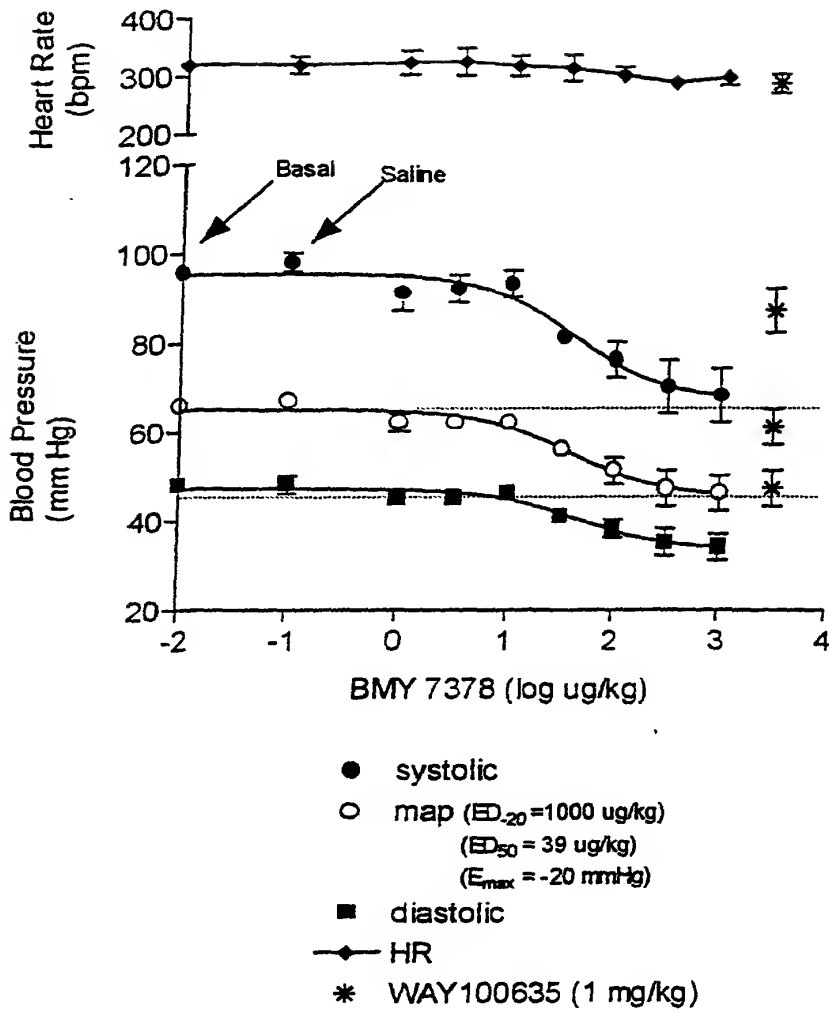 Heart Rate
(bpm)
400
300
200
120
100
80
60
40
20
Basal
Saline
Blood Pressure
(mm Hg)
-2
-1
0
1
2
3
4
BMY 7378 (log ug/kg)
systolic
map (ED-20 =1000 ug/kg)
(ED50 = 39 ug/kg)
(Emax = -20 mmHg)
diastolic
HR
WAY100635 (1 mg/kg)